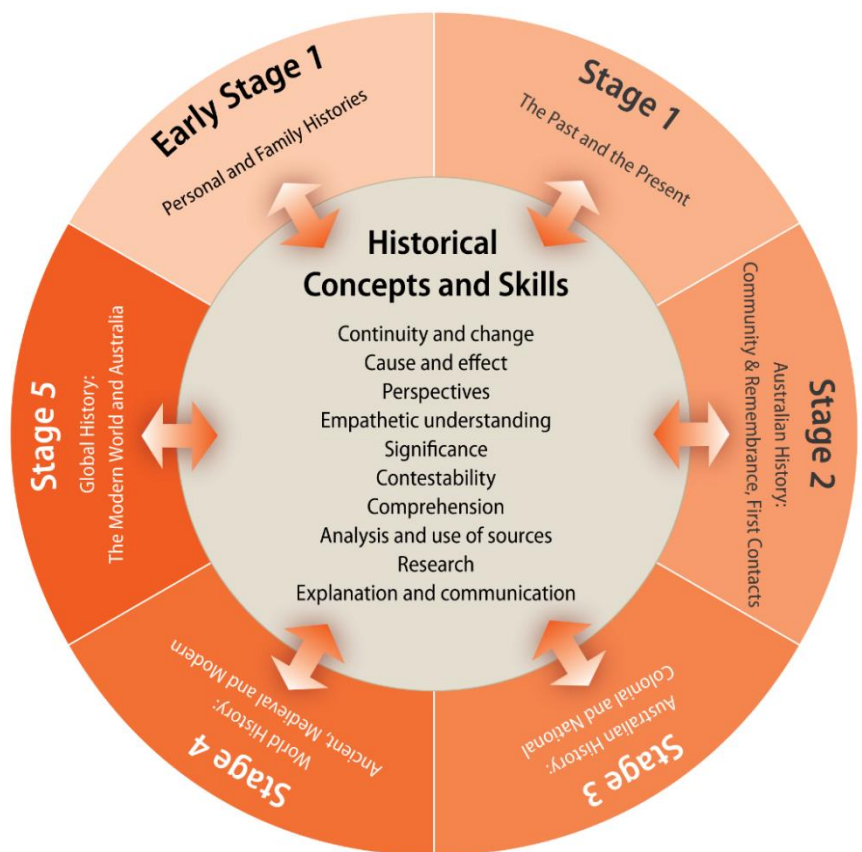 Early Stage 1
Personal and Family Histories
Stage 1
The Past and the Present
Stage 2
Australian History:
Community & Remembrance, First Contacts
Stage 3
Australian History:
Colonial and National
Stage 4
World History:
Ancient, Medieval and Modern
Stage 5
Global History:
The Modern World and Australia
Historical
Concepts and Skills
Continuity and change
Cause and effect
Perspectives
Empathetic understanding
Significance
Contestability
Comprehension
Analysis and use of sources
Research
Explanation and communication